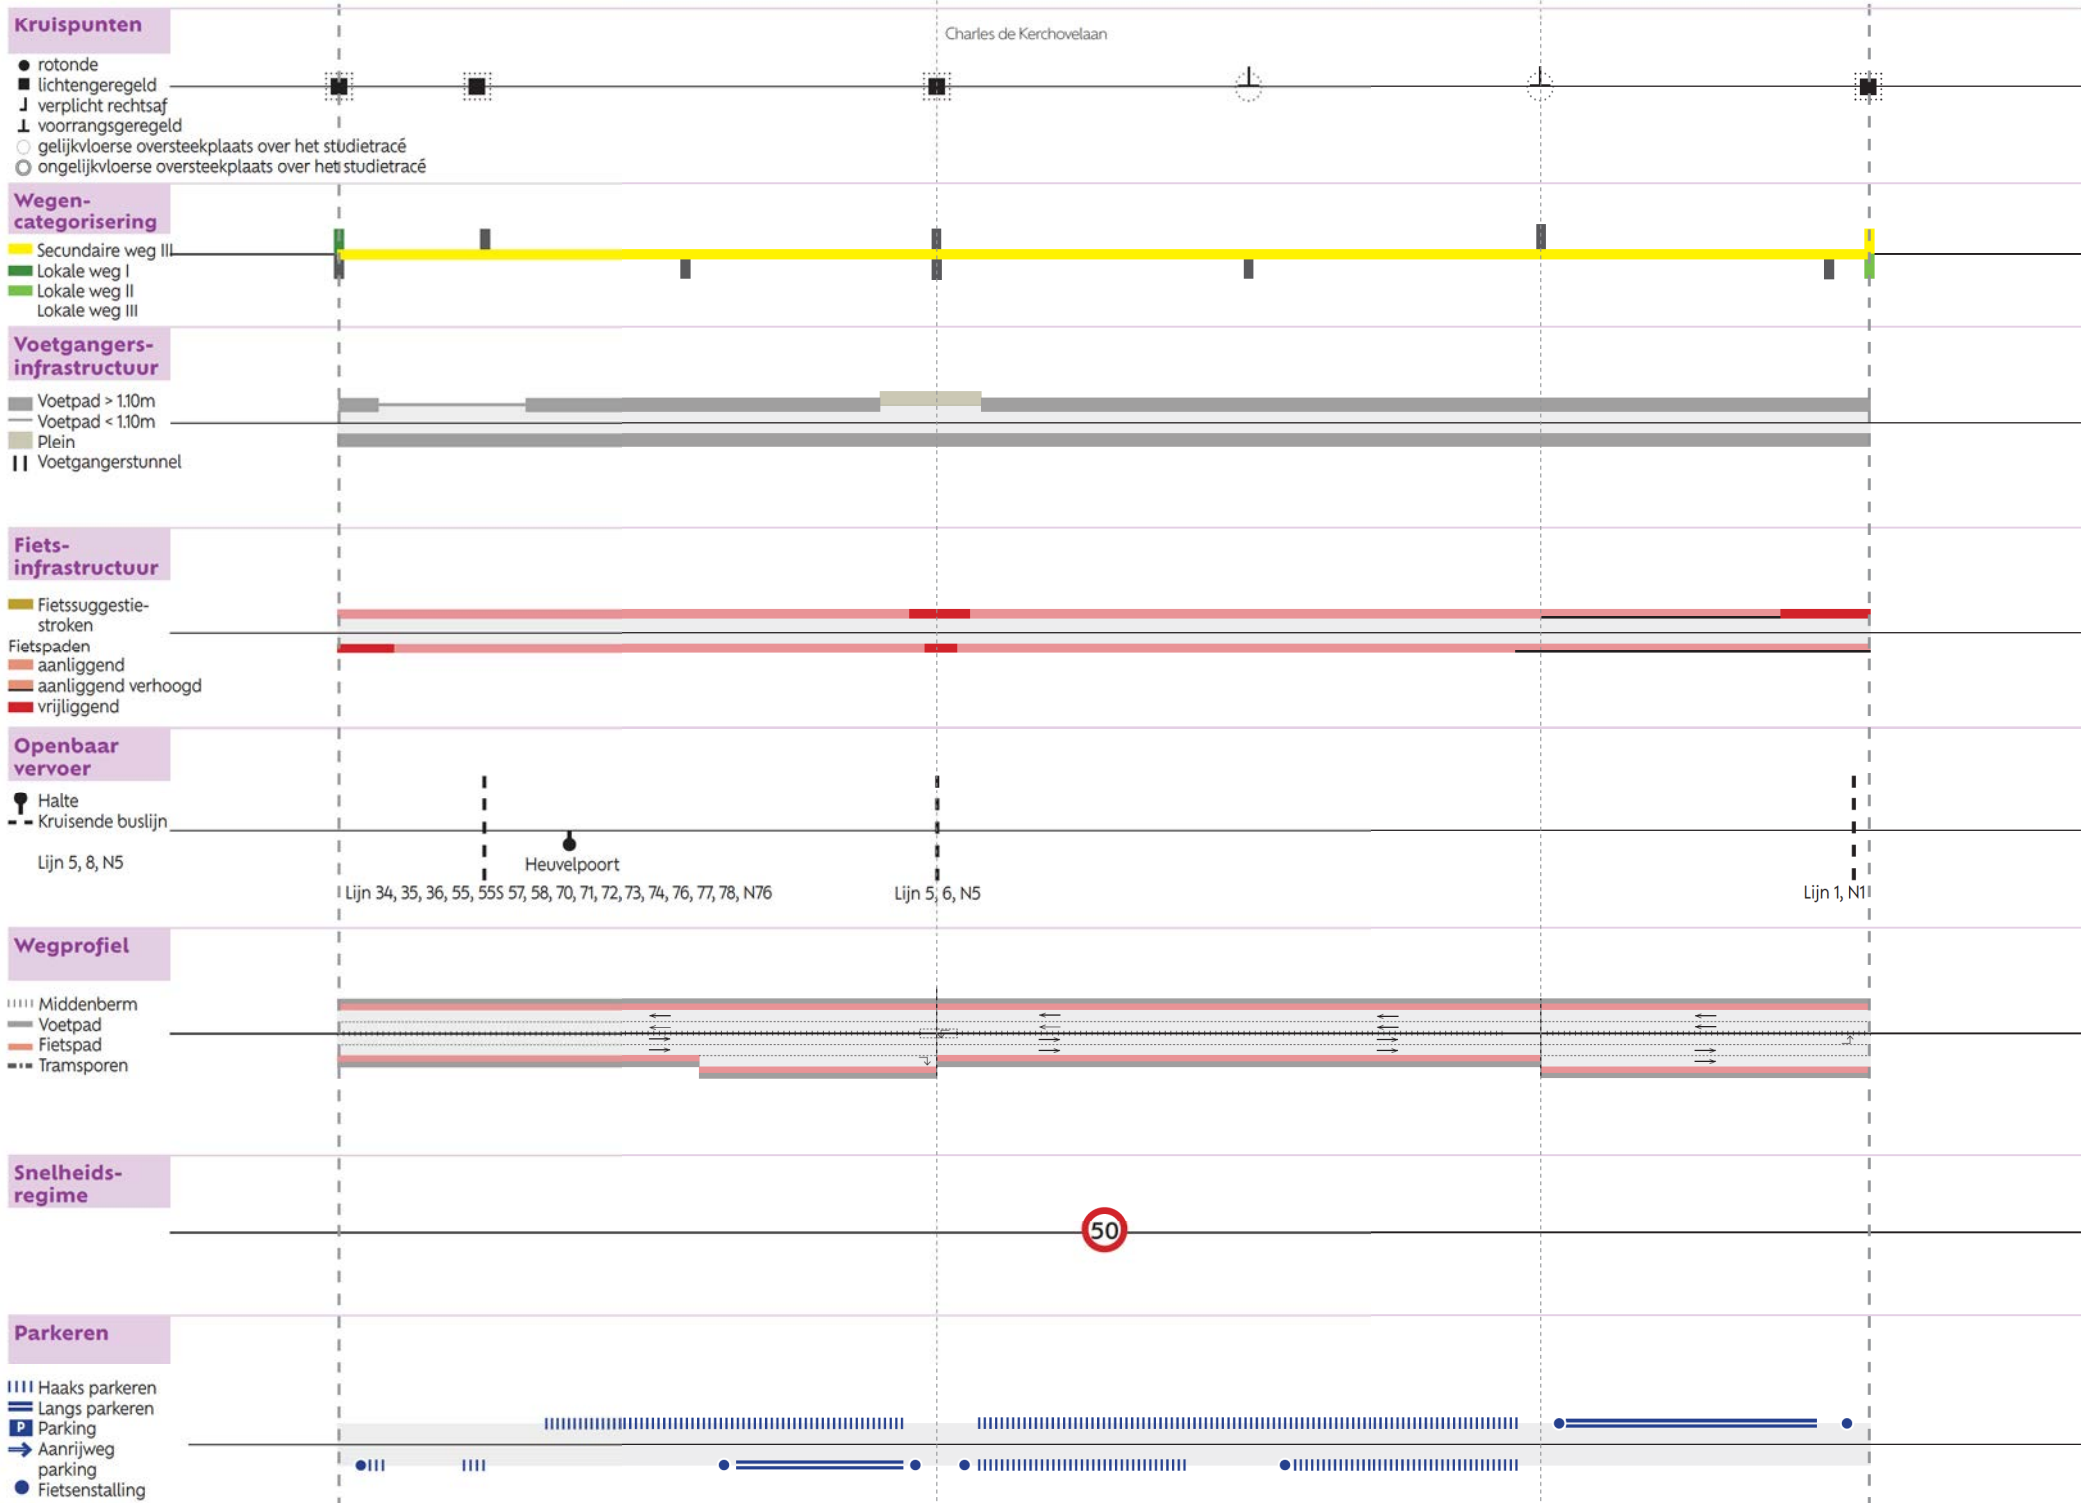 Kruispunten
Charles de Kerchovelaan
rotonde
lichtengeregeld
verplicht rechtsaf
voorrangsgeregeld
gelijkvloerse oversteekplaats over het studietracé
ongelijkvloerse oversteekplaats over het studietracé
Wegen-
categorisering
Secundaire weg III
Lokale weg I
Lokale weg II
Lokale weg III
Voetgangers-
infrastructuur
Voetpad > 1.10m
Voetpad < 1.10m
Plein
Voetgangerstunnel
Fiets-
infrastructuur
Fietssuggestie-
stroken
Fietspaden
aanliggend
aanliggend verhoogd
vrijliggend
Openbaar
vervoer
Halte
Kruisende buslijn
Lijn 5, 8, N5
Heuvelpoort
Lijn 34, 35, 36, 55, 55S 57, 58, 70, 71, 72, 73, 74, 76, 77, 78, N76
Lijn 5, 6, N5
Lijn 1, N1
Wegprofiel
Middenberm
Voetpad
Fietspad
Tramsporen
Snelheids-
regime
50
Parkeren
Haaks parkeren
Langs parkeren
P Parking
Aanrijweg
parking
Fietsenstalling